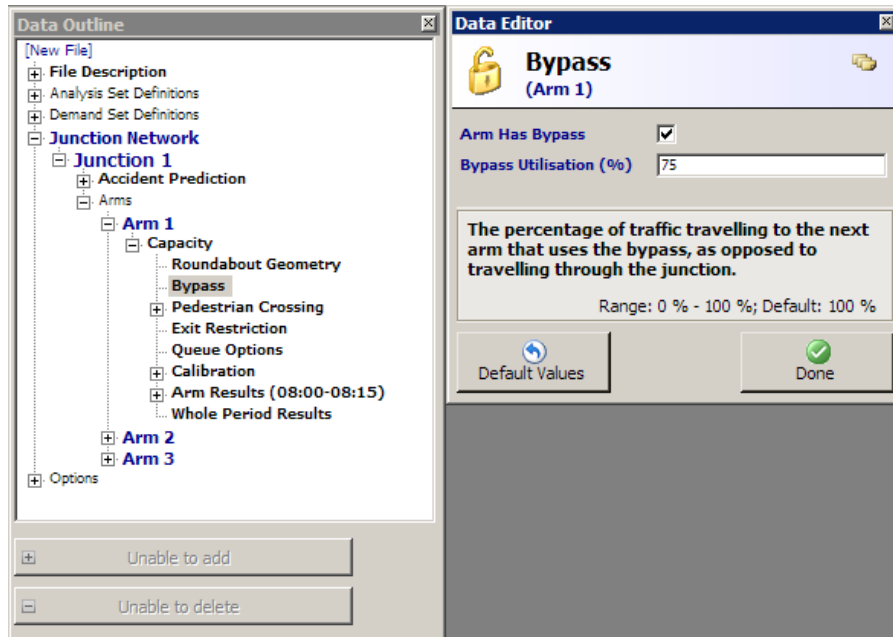 Data Outline
[New File]
File Description
Analysis Set Definitions
Demand Set Definitions
Junction Network
Junction 1
Accident Prediction
Arms
Arm 1
Capacity
Roundabout Geometry
Bypass
Pedestrian Crossing
Exit Restriction
Queue Options
Calibration
Arm Results (08:00-08:15)
Whole Period Results
Arm 2
Arm 3
Options
Unable to add
Unable to delete
Data Editor
Bypass
(Arm 1)
Arm Has Bypass
Bypass Utilisation (%) 75
The percentage of traffic travelling to the next
arm that uses the bypass, as opposed to
travelling through the junction.
Range: 0 % - 100 %; Default: 100 %
Default Values
Done